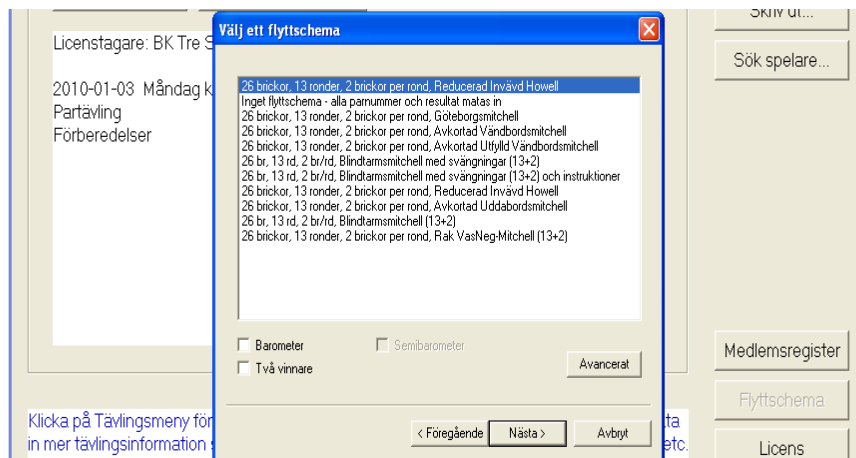 Skriv ut...
Välj ett flyttschema
Licenstagare: BK Tre S
Sök spelare...
2010-01-03 Måndag k
Partävling
Förberedelser
26 brickor, 13 ronder, 2 brickor per rond, Reducerad Invävd Howell
Inget flyttschema - alla parnummer och resultat matas in
26 brickor, 13 ronder, 2 brickor per rond, Göteborgsmitchell
26 brickor, 13 ronder, 2 brickor per rond, Avkortad Vändbordsmitchell
26 brickor, 13 ronder, 2 brickor per rond, Avkortad Utfylld Vändbordsmitchell
26 br, 13 rd, 2 br/rd, Blindtarmsmitchell med svängningar (13+2)
26 br, 13 rd, 2 br/rd, Blindtarmsmitchell med svängningar (13+2) och instruktioner
26 brickor, 13 ronder, 2 brickor per rond, Reducerad Invävd Howell
26 brickor, 13 ronder, 2 brickor per rond, Avkortad Uddabordsmitchell
26 br, 13 rd, 2 br/rd, Blindtarmsmitchell (13+2)
26 brickor, 13 ronder, 2 brickor per rond, Rak VasNeg-Mitchell (13+2)
Barometer
Semibarometer
Två vinnare
Avancerat
Medlemsregister
Flyttschema
Klicka på Tävlingsmeny för
ta
< Föregående
Nästa >
Avbryt
in mer tävlingsinformation s
etc.
Licens